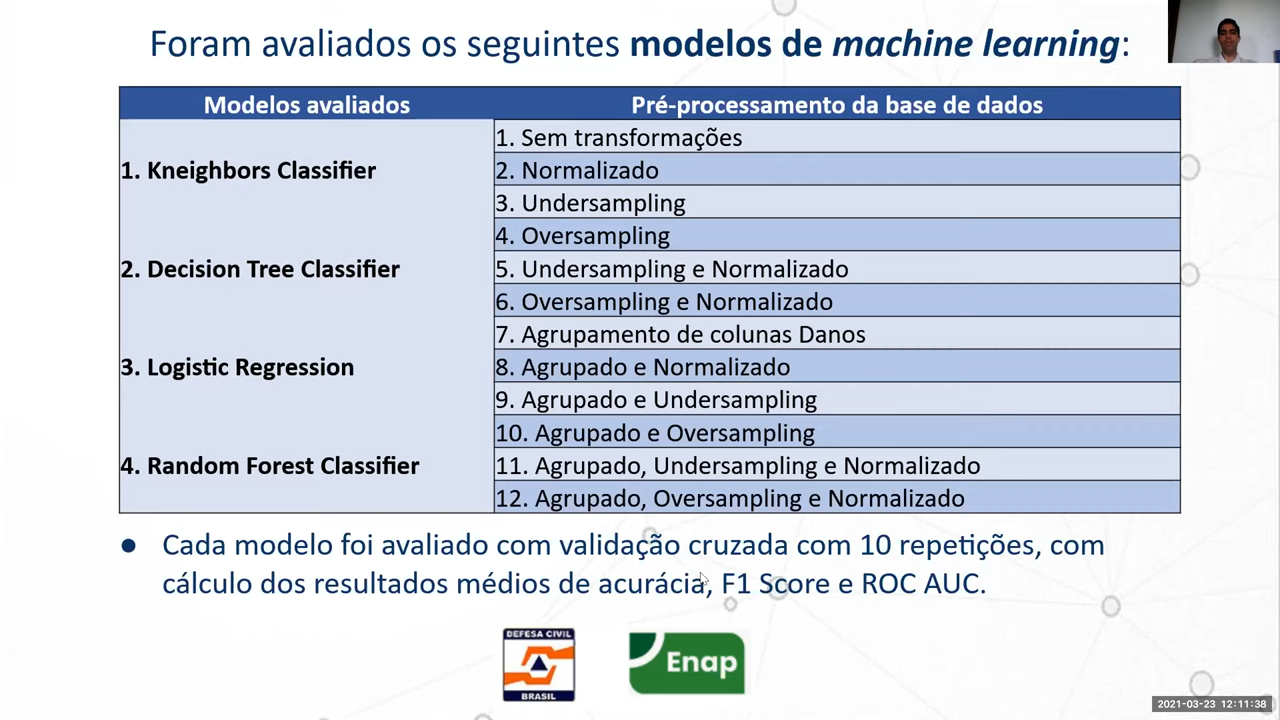 Foram avaliados os seguintes modelos de machine learning:
Modelos avaliados
Pré-processamento da base de dados
1. Kneighbors Classifier
2. Decision Tree Classifier
3. Logistic Regression
4. Random Forest Classifier
1. Sem transformações
2. Normalizado
3. Undersampling
4. Oversampling
5. Undersampling e Normalizado
6. Oversampling e Normalizado
7. Agrupamento de colunas Danos
8. Agrupado e Normalizado
9. Agrupado e Undersampling
10. Agrupado e Oversampling
11. Agrupado, Undersampling e Normalizado
12. Agrupado, Oversampling e Normalizado
● Cada modelo foi avaliado com validação cruzada com 10 repetições, com
cálculo dos resultados médios de acurácia, F1 Score e ROC AUC.
DEFESA CIVIL
BRASIL
Enap
2021-03-23 12:11:38